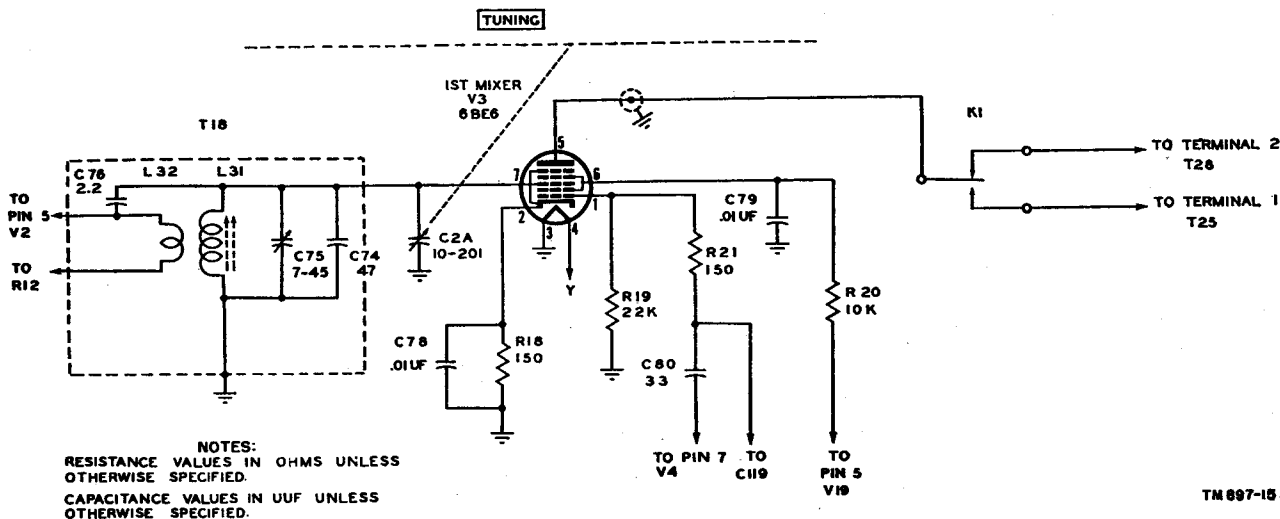 TUNING
1ST MIXER
V3
6BE6
T18
K1
C76
2.2
L32
L31
TO
PIN 5
V2
TO
R12
C75
7-45
C74
47
C2A
10-201
7
5
6
1
2
3
4
Y
C78
.01UF
R18
150
R19
22K
R21
150
C80
33
C79
.01UF
R20
10K
TO TERMINAL 2
T28
TO TERMINAL 1
T25
TO PIN 7
V4
TO
C119
TO
PIN 5
V19
NOTES:
RESISTANCE VALUES IN OHMS UNLESS
OTHERWISE SPECIFIED.
CAPACITANCE VALUES IN UUF UNLESS
OTHERWISE SPECIFIED.
TM 897-15